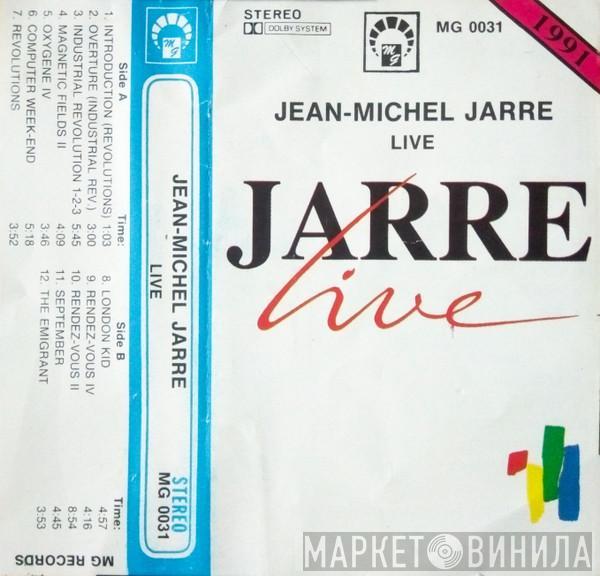 STEREO
DOLBY SYSTEM
MG
MG 0031
1991
JEAN-MICHEL JARRE
LIVE
JARRE
live
MG
JEAN-MICHEL JARRE
LIVE
STEREO
MG 0031
Side A
Time:
1. INTRODUCTION (REVOLUTIONS) 1:03
2. OVERTURE (INDUSTRIAL REV.) 3:00
3. INDUSTRIAL REVOLUTION 1-2-3 5:45
4. MAGNETIC FIELDS II 4:09
5. OXYGENE IV 3:46
6. COMPUTER WEEK-END 5:18
7. REVOLUTIONS 3:52
Side B
Time:
8. LONDON KID 4:57
9. RENDEZ-VOUS IV 4:16
10. RENDEZ-VOUS II 8:54
11. SEPTEMBER 4:45
12. THE EMIGRANT 3:53
MG RECORDS
МАРКЕТ ВИНИЛА